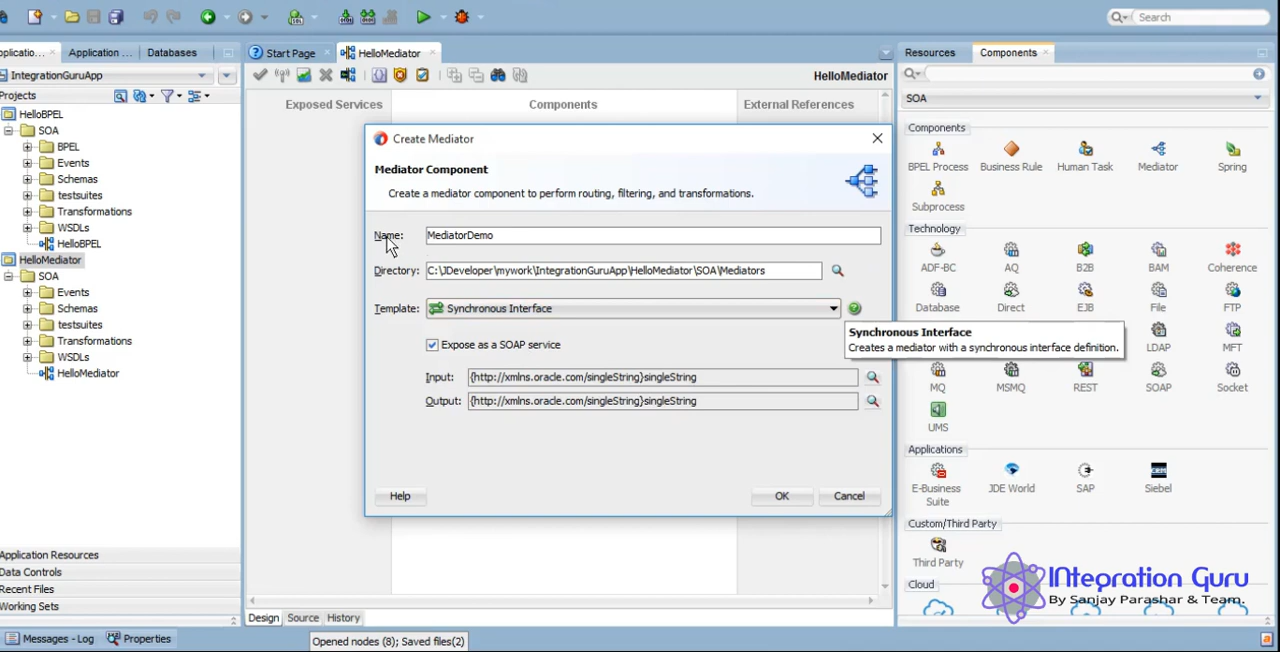 Search
pplicatio...
Application ...
Databases
Start Page
HelloMediator
Resources
Components
IntegrationGuruApp
Projects
HelloBPEL
SOA
BPEL
Events
Schemas
testsuites
Transformations
WSDLs
HelloBPEL
HelloMediator
SOA
Events
Schemas
testsuites
Transformations
WSDLs
HelloMediator
Application Resources
Data Controls
Recent Files
Working Sets
Messages - Log
Properties
HelloMediator
Exposed Services
Components
External References
Create Mediator
Mediator Component
Create a mediator component to perform routing, filtering, and transformations.
Name: MediatorDemo
Directory: C:\JDeveloper\mywork\IntegrationGuruApp\HelloMediator\SOA\Mediators
Template: Synchronous Interface
Expose as a SOAP service
Input: {http://xmlns.oracle.com/singleString}singleString
Output: {http://xmlns.oracle.com/singleString}singleString
Help
OK
Cancel
Synchronous Interface
Creates a mediator with a synchronous interface definition.
Design
Source
History
Opened nodes (8); Saved files(2)
SOA
Components
BPEL Process
Business Rule
Human Task
Mediator
Spring
Subprocess
Technology
ADF-BC
AQ
B2B
BAM
Coherence
Database
Direct
EJB
File
FTP
LDAP
MFT
MQ
MSMQ
REST
SOAP
Socket
UMS
Applications
E-Business
Suite
JDE World
SAP
Siebel
Custom/Third Party
Third Party
Cloud
INtegration Guru
By Sanjay Parashar & Team.